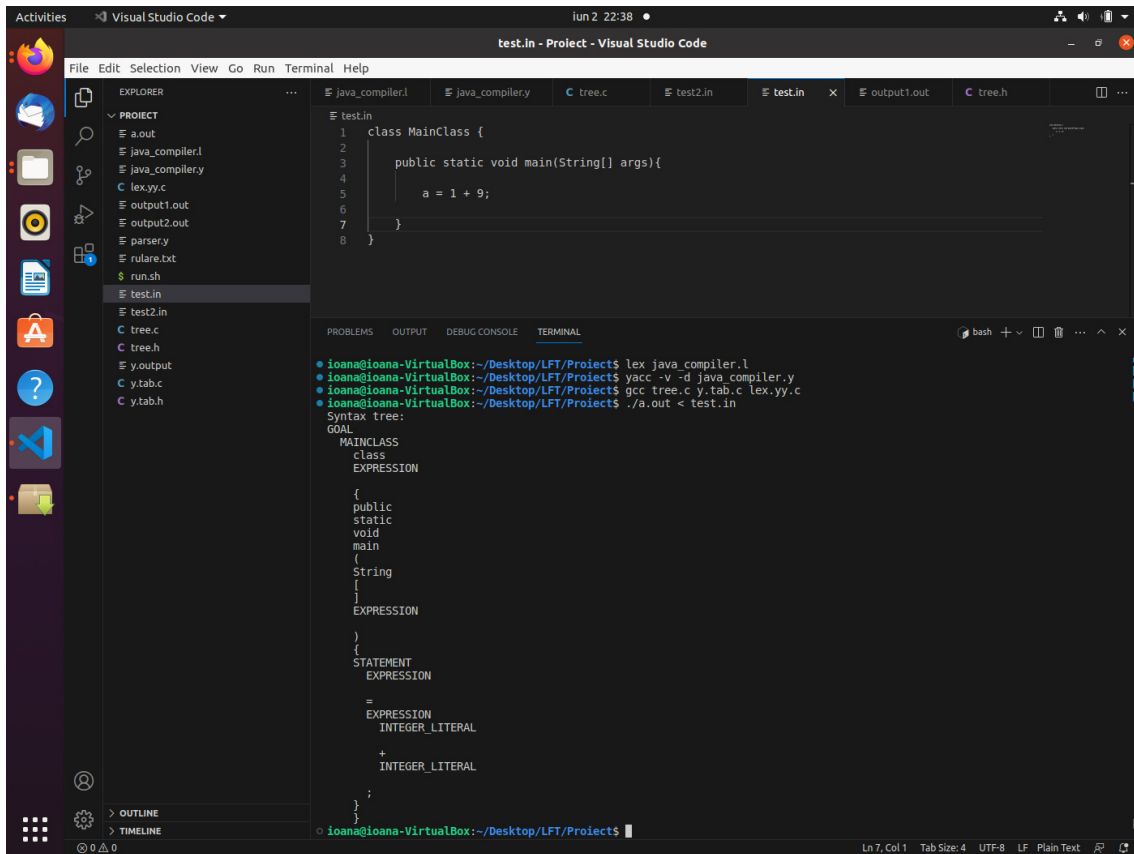 Activities
Visual Studio Code
iun 2 22:38
test.in - Proiect - Visual Studio Code
File Edit Selection View Go Run Terminal Help
EXPLORER
PROIECT
a.out
java_compiler.l
java_compiler.y
C lex.yy.c
output1.out
output2.out
parser.y
rulare.txt
$ run.sh
test.in
test2.in
C tree.c
C tree.h
y.output
C y.tab.c
C y.tab.h
OUTLINE
TIMELINE
1
java_compiler.l java_compiler.y C tree.c test2.in test.in output1.out C tree.h
test.in
1 class MainClass {
2
3 public static void main(String[] args){
4
5 a = 1 + 9;
6
7 }
8 }
PROBLEMS OUTPUT DEBUG CONSOLE TERMINAL
bash
ioana@ioana-VirtualBox:~/Desktop/LFT/Proiect$ lex java_compiler.l
ioana@ioana-VirtualBox:~/Desktop/LFT/Proiect$ yacc -v -d java_compiler.y
ioana@ioana-VirtualBox:~/Desktop/LFT/Proiect$ gcc tree.c y.tab.c lex.yy.c
ioana@ioana-VirtualBox:~/Desktop/LFT/Proiect$ ./a.out < test.in
Syntax tree:
GOAL
MAINCLASS
class
EXPRESSION
{
public
static
void
main
(
String
[
]
EXPRESSION
)
{
STATEMENT
EXPRESSION
=
EXPRESSION
INTEGER_LITERAL
+
INTEGER_LITERAL
;
}
}
ioana@ioana-VirtualBox:~/Desktop/LFT/Proiect$
0 0
Ln 7, Col 1 Tab Size: 4 UTF-8 LF Plain Text